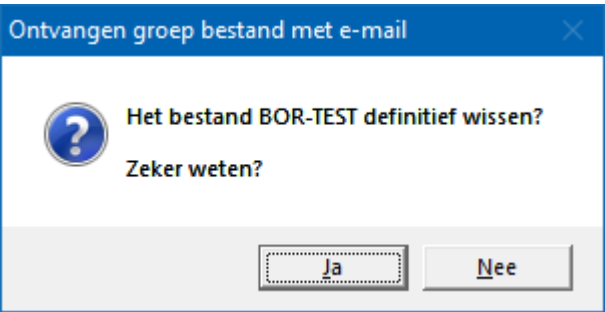 Ontvangen groep bestand met e-mail
Het bestand BOR-TEST definitief wissen?
Zeker weten?
Ja
Nee